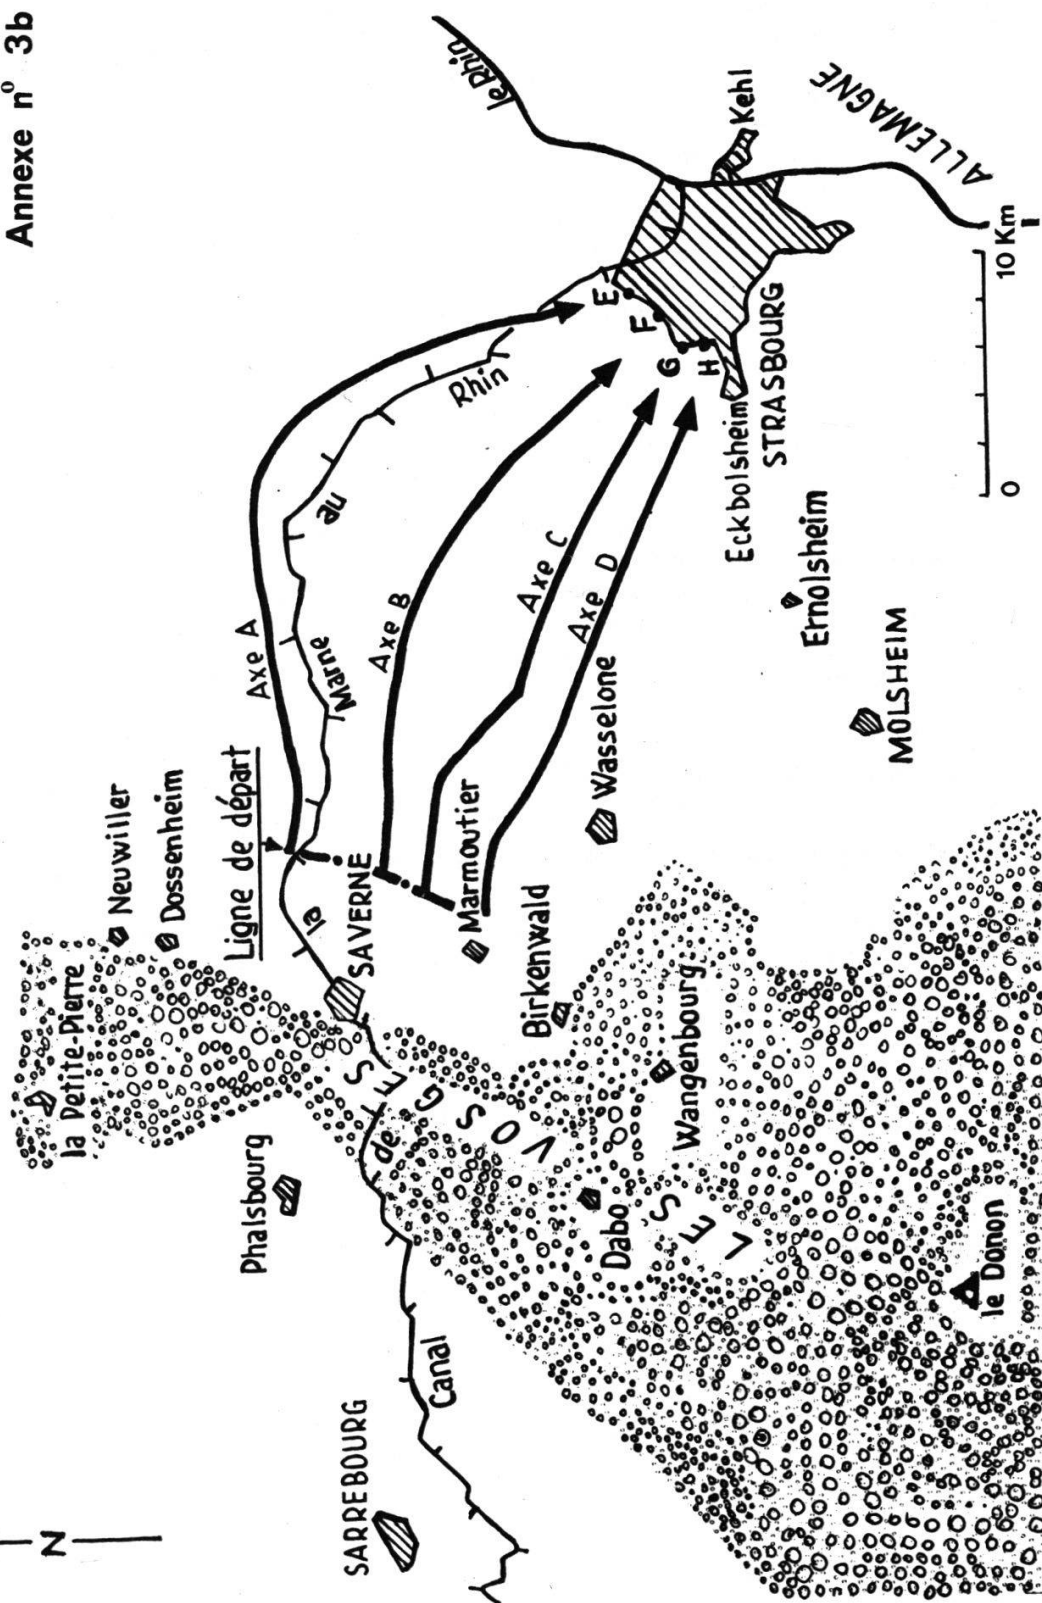 Annexe n° 3b
N
la Petite-Pierre
Neuwiller
Dossenheim
Phalsbourg
Ligne de départ
Axe A
le Rhin
SARREBOURG
SAVERNE
Canal
de
la
Marne
au
Rhin
Axe B
Marmoutier
Axe C
Axe D
E
F
G
H
Kehl
ALLEMAGNE
LES
VOSGES
Birkenwald
Wasselone
Eckbolsheim
STRASBOURG
Dabo
Wangenbourg
Ernolsheim
MOLSHEIM
le Donon
0
10 Km